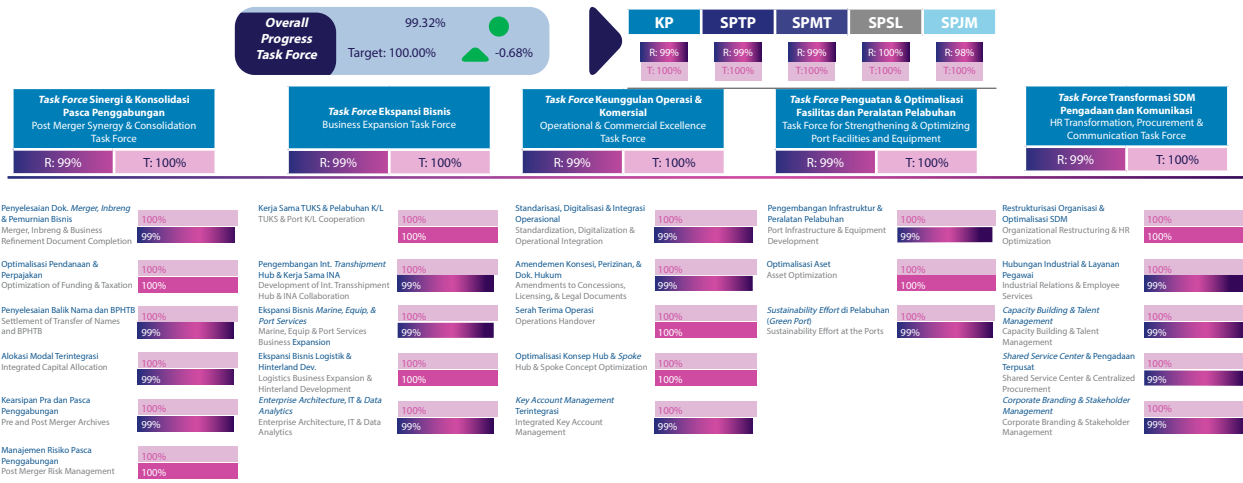 Overall
Progress
Task Force
99.32%
Target: 100.00%
-0.68%
KP
SPTP
SPMT
SPSL
SPJM
R: 99%
R: 99%
R: 99%
R: 100%
R: 98%
T: 100%
T:100%
T:100%
T:100%
T:100%
Task Force Sinergi & Konsolidasi
Pasca Penggabungan
Post Merger Synergy & Consolidation
Task Force
R: 99%
T: 100%
Task Force Ekspansi Bisnis
Business Expansion Task Force
R: 99%
T: 100%
Task Force Keunggulan Operasi &
Komersial
Operational & Commercial Excellence
Task Force
R: 99%
T: 100%
Task Force Penguatan & Optimalisasi
Fasilitas dan Peralatan Pelabuhan
Task Force for Strengthening & Optimizing
Port Facilities and Equipment
R: 99%
T: 100%
Task Force Transformasi SDM
Pengadaan dan Komunikasi
HR Transformation, Procurement &
Communication Task Force
R: 99%
T: 100%
Penyelesaian Dok. Merger, Inbreng
& Pemurnian Bisnis
Merger, Inbreng & Business
Refinement Document Completion
100%
99%
Optimalisasi Pendanaan &
Perpajakan
Optimization of Funding & Taxation
100%
100%
Penyelesaian Balik Nama dan BPHTB
Settlement of Transfer of Names
and BPHTB
100%
99%
Alokasi Modal Terintegrasi
Integrated Capital Allocation
100%
99%
Kearsipan Pra dan Pasca
Penggabungan
Pre and Post Merger Archives
100%
99%
Manajemen Risiko Pasca
Penggabungan
Post Merger Risk Management
100%
100%
Kerja Sama TUKS & Pelabuhan K/L
TUKS & Port K/L Cooperation
100%
100%
Pengembangan Int. Transhipment
Hub & Kerja Sama INA
Development of Int. Transshipment
Hub & INA Collaboration
100%
99%
Ekspansi Bisnis Marine, Equip, &
Port Services
Marine, Equip & Port Services
Business Expansion
100%
99%
Ekspansi Bisnis Logistik &
Hinterland Dev.
Logistics Business Expansion &
Hinterland Development
100%
100%
Enterprise Architecture, IT & Data
Analytics
Enterprise Architecture, IT & Data
Analytics
100%
99%
Standarisasi, Digitalisasi & Integrasi
Operasional
Standardization, Digitalization &
Operational Integration
100%
99%
Amendemen Konsesi, Perizinan, &
Dok. Hukum
Amendments to Concessions,
Licensing, & Legal Documents
100%
99%
Serah Terima Operasi
Operations Handover
100%
100%
Optimalisasi Konsep Hub & Spoke
Hub & Spoke Concept Optimization
100%
100%
Key Account Management
Terintegrasi
Integrated Key Account
Management
100%
99%
Pengembangan Infrastruktur &
Peralatan Pelabuhan
Port Infrastructure & Equipment
Development
100%
99%
Optimalisasi Aset
Asset Optimization
100%
100%
Sustainability Effort di Pelabuhan
(Green Port)
Sustainability Effort at the Ports
100%
99%
Restrukturisasi Organisasi &
Optimalisasi SDM
Organizational Restructuring & HR
Optimization
100%
100%
Hubungan Industrial & Layanan
Pegawai
Industrial Relations & Employee
Services
100%
99%
Capacity Building & Talent
Management
Capacity Building & Talent
Management
100%
99%
Shared Service Center & Pengadaan
Terpusat
Shared Service Center & Centralized
Procurement
100%
99%
Corporate Branding & Stakeholder
Management
Corporate Branding & Stakeholder
Management
100%
99%